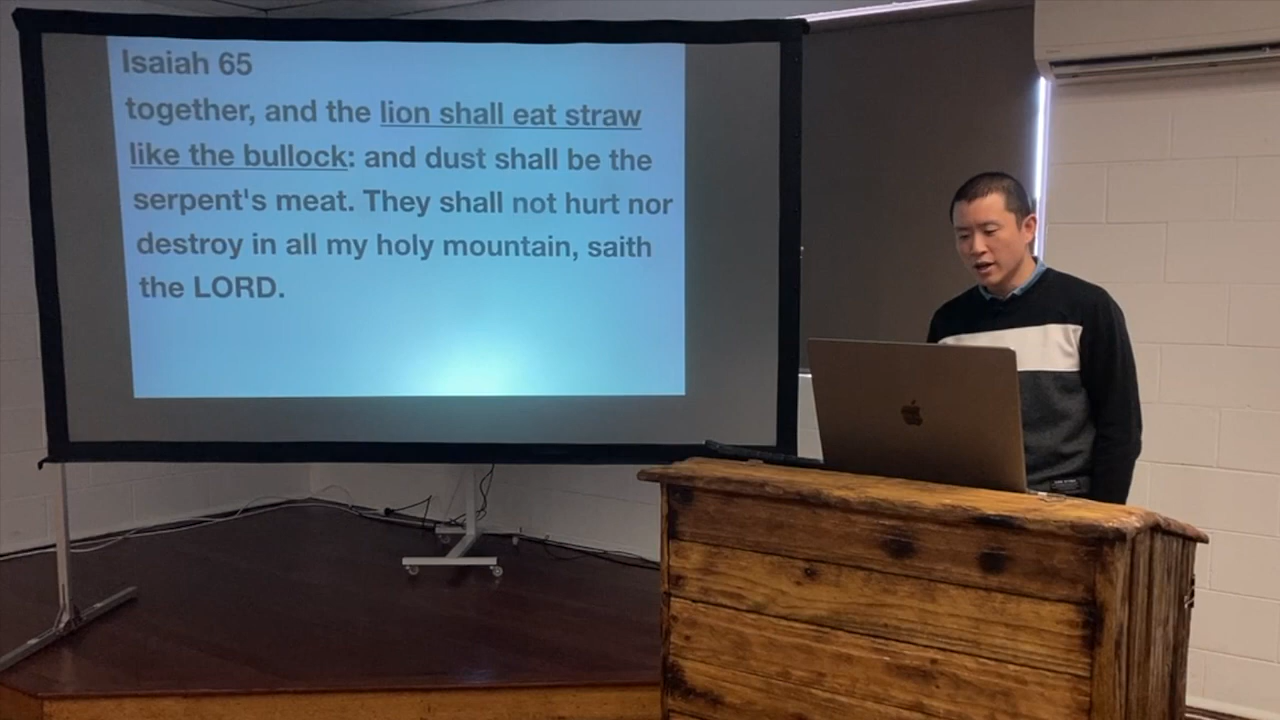 Isaiah 65
together, and the lion shall eat straw
like the bullock: and dust shall be the
serpent's meat. They shall not hurt nor
destroy in all my holy mountain, saith
the LORD.